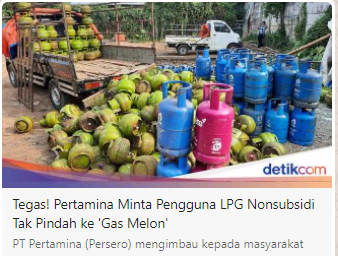 detikcom
Tegas! Pertamina Minta Pengguna LPG Nonsubsidi
Tak Pindah ke 'Gas Melon'
PT Pertamina (Persero) mengimbau kepada masyarakat